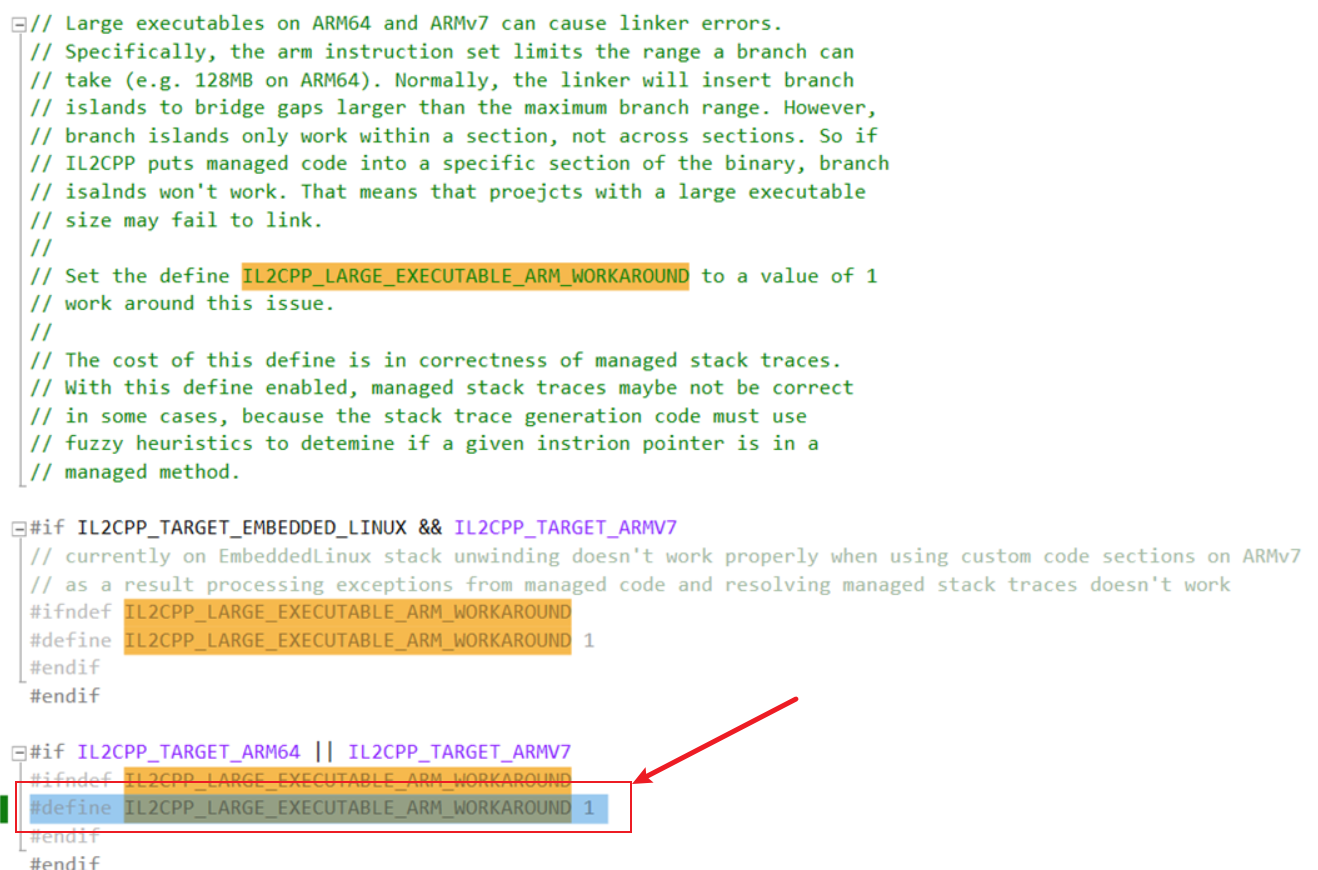 // Large executables on ARM64 and ARMv7 can cause linker errors.
// Specifically, the arm instruction set limits the range a branch can
// take (e.g. 128MB on ARM64). Normally, the linker will insert branch
// islands to bridge gaps larger than the maximum branch range. However,
// branch islands only work within a section, not across sections. So if
// IL2CPP puts managed code into a specific section of the binary, branch
// isalnds won't work. That means that proejcts with a large executable
// size may fail to link.
//
// Set the define IL2CPP_LARGE_EXECUTABLE_ARM_WORKAROUND to a value of 1
// work around this issue.
//
// The cost of this define is in correctness of managed stack traces.
// With this define enabled, managed stack traces maybe not be correct
// in some cases, because the stack trace generation code must use
// fuzzy heuristics to detemine if a given instrion pointer is in a
// managed method.
#if IL2CPP_TARGET_EMBEDDED_LINUX && IL2CPP_TARGET_ARMV7
// currently on EmbeddedLinux stack unwinding doesn't work properly when using custom code sections on ARMv7
// as a result processing exceptions from managed code and resolving managed stack traces doesn't work
#ifndef IL2CPP_LARGE_EXECUTABLE_ARM_WORKAROUND
#define IL2CPP_LARGE_EXECUTABLE_ARM_WORKAROUND 1
#endif
#endif
#if IL2CPP_TARGET_ARM64 || IL2CPP_TARGET_ARMV7
#ifndef IL2CPP_LARGE_EXECUTABLE_ARM_WORKAROUND
#define IL2CPP_LARGE_EXECUTABLE_ARM_WORKAROUND 1
#endif
#endif